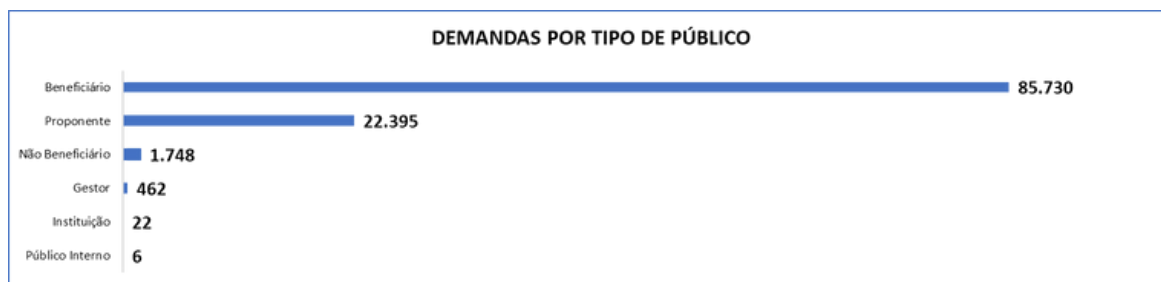 DEMANDAS POR TIPO DE PÚBLICO
Beneficiário 85.730
Proponente 22.395
Não Beneficiário 1.748
Gestor 462
Instituição 22
Público Interno 6